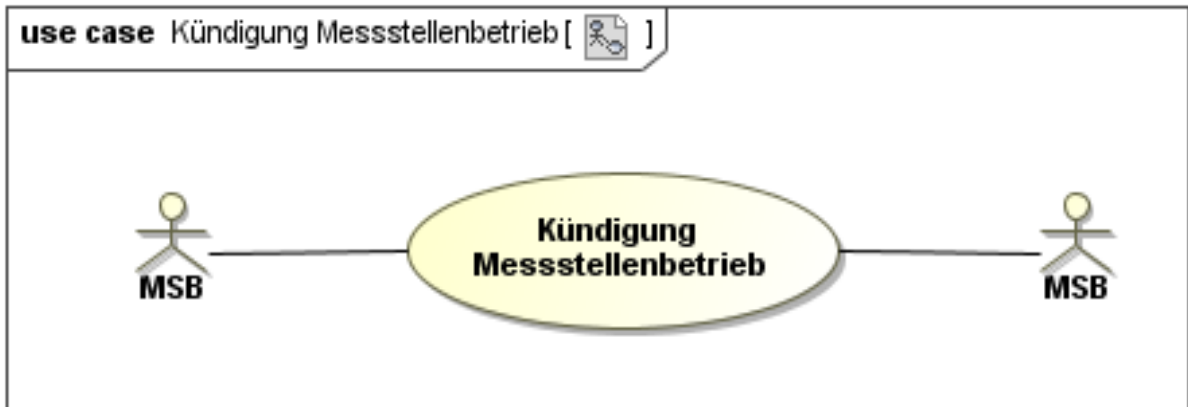 use case Kündigung Messstellenbetrieb [ ]
Kündigung
Messstellenbetrieb
MSB
MSB